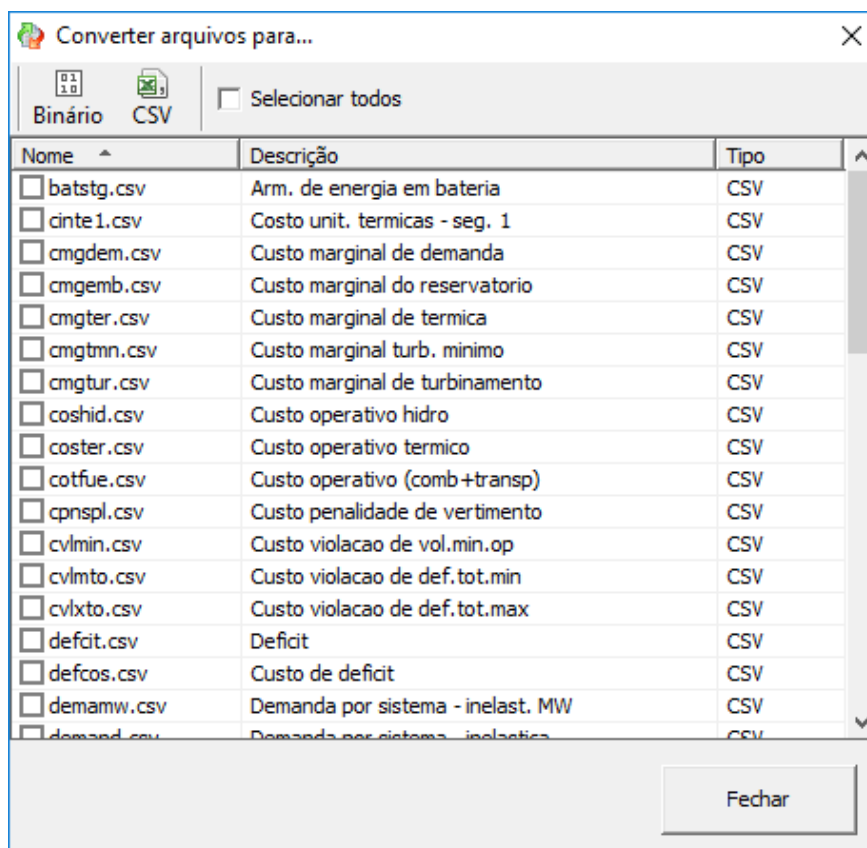 Converter arquivos para...
Binário CSV Selecionar todos
Nome Descrição Tipo
batstg.csv Arm. de energia em bateria CSV
cinte1.csv Costo unit. termicas - seg. 1 CSV
cmgdem.csv Custo marginal de demanda CSV
cmgemb.csv Custo marginal do reservatorio CSV
cmgter.csv Custo marginal de termica CSV
cmgtmn.csv Custo marginal turb. minimo CSV
cmgtur.csv Custo marginal de turbinamento CSV
coshid.csv Custo operativo hidro CSV
coster.csv Custo operativo termico CSV
cotfue.csv Custo operativo (comb+transp) CSV
cpnspl.csv Custo penalidade de vertimento CSV
cvlmin.csv Custo violacao de vol.min.op CSV
cvlmto.csv Custo violacao de def.tot.min CSV
cvlxto.csv Custo violacao de def.tot.max CSV
defcit.csv Deficit CSV
defcos.csv Custo de deficit CSV
demamw.csv Demanda por sistema - inelast. MW CSV
demand.csv Demanda por sistema - inelastica CSV
Fechar